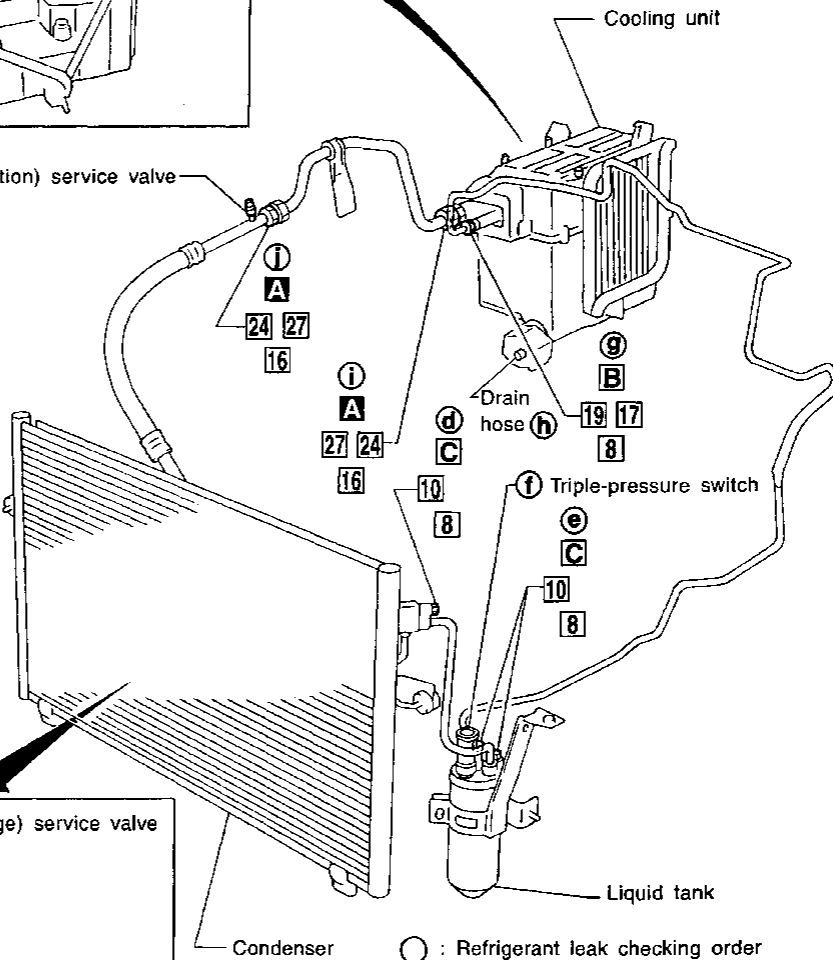 Cooling unit
tion) service valve
j
A
24 27
16
i
A
27 24
16
g
B
19 17
8
Drain
hose h
d
C
10
8
f Triple-pressure switch
e
C
10
8
ge) service valve
Liquid tank
Condenser
: Refrigerant leak checking order